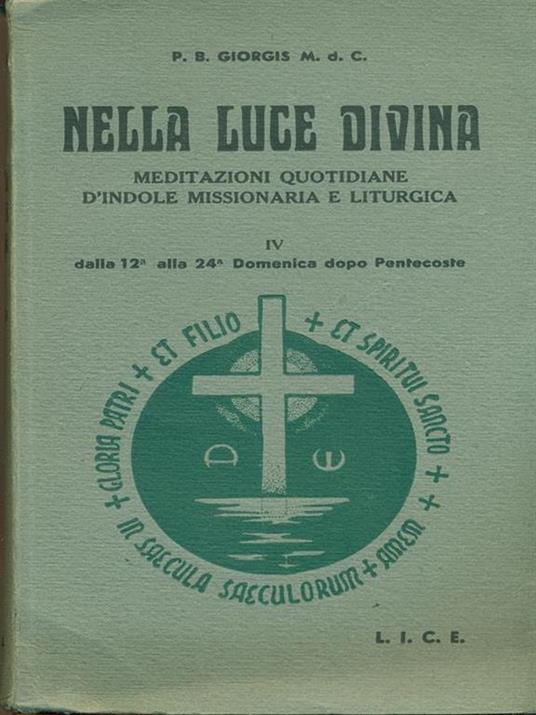 P. B. GIORGIS M. d. C.
NELLA LUCE DIVINA
MEDITAZIONI QUOTIDIANE
D'INDOLE MISSIONARIA E LITURGICA
IV
dalla 12ª alla 24ª Domenica dopo Pentecoste
+ GLORIA PATRI + ET FILIO + ET SPIRITUI SANCTO +
+ IN SAECULA SAECULORUM + AMEM +
D e
L. I. C. E.